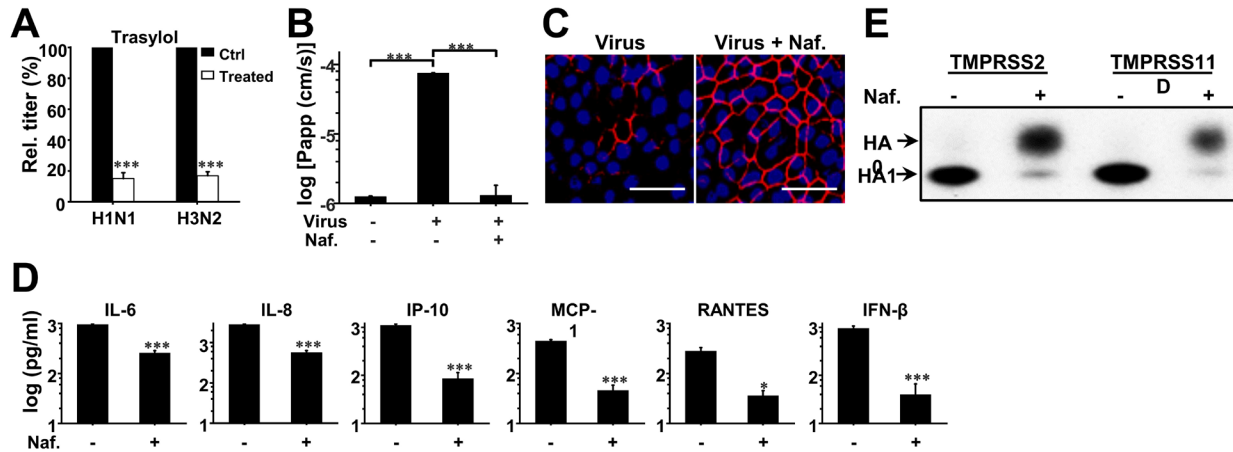 A
Trasylol
Rel. titer (%)
100
80
60
40
20
0
Ctrl
Treated
***
***
H1N1
H3N2
B
log [Papp (cm/s)]
-4
-5
-6
***
***
Virus
- + +
Naf.
- - +
C
Virus
Virus + Naf.
E
TMPRSS2
TMPRSS11
D
Naf.
- + - +
HA
0
HA1
D
log (pg/ml)
IL-6
3
2
1
***
IL-8
3
2
1
***
IP-10
3
2
1
***
MCP-
1
3
2
1
***
RANTES
3
2
1
*
IFN-β
3
2
1
***
Naf.
- + - + - + - + - + - +